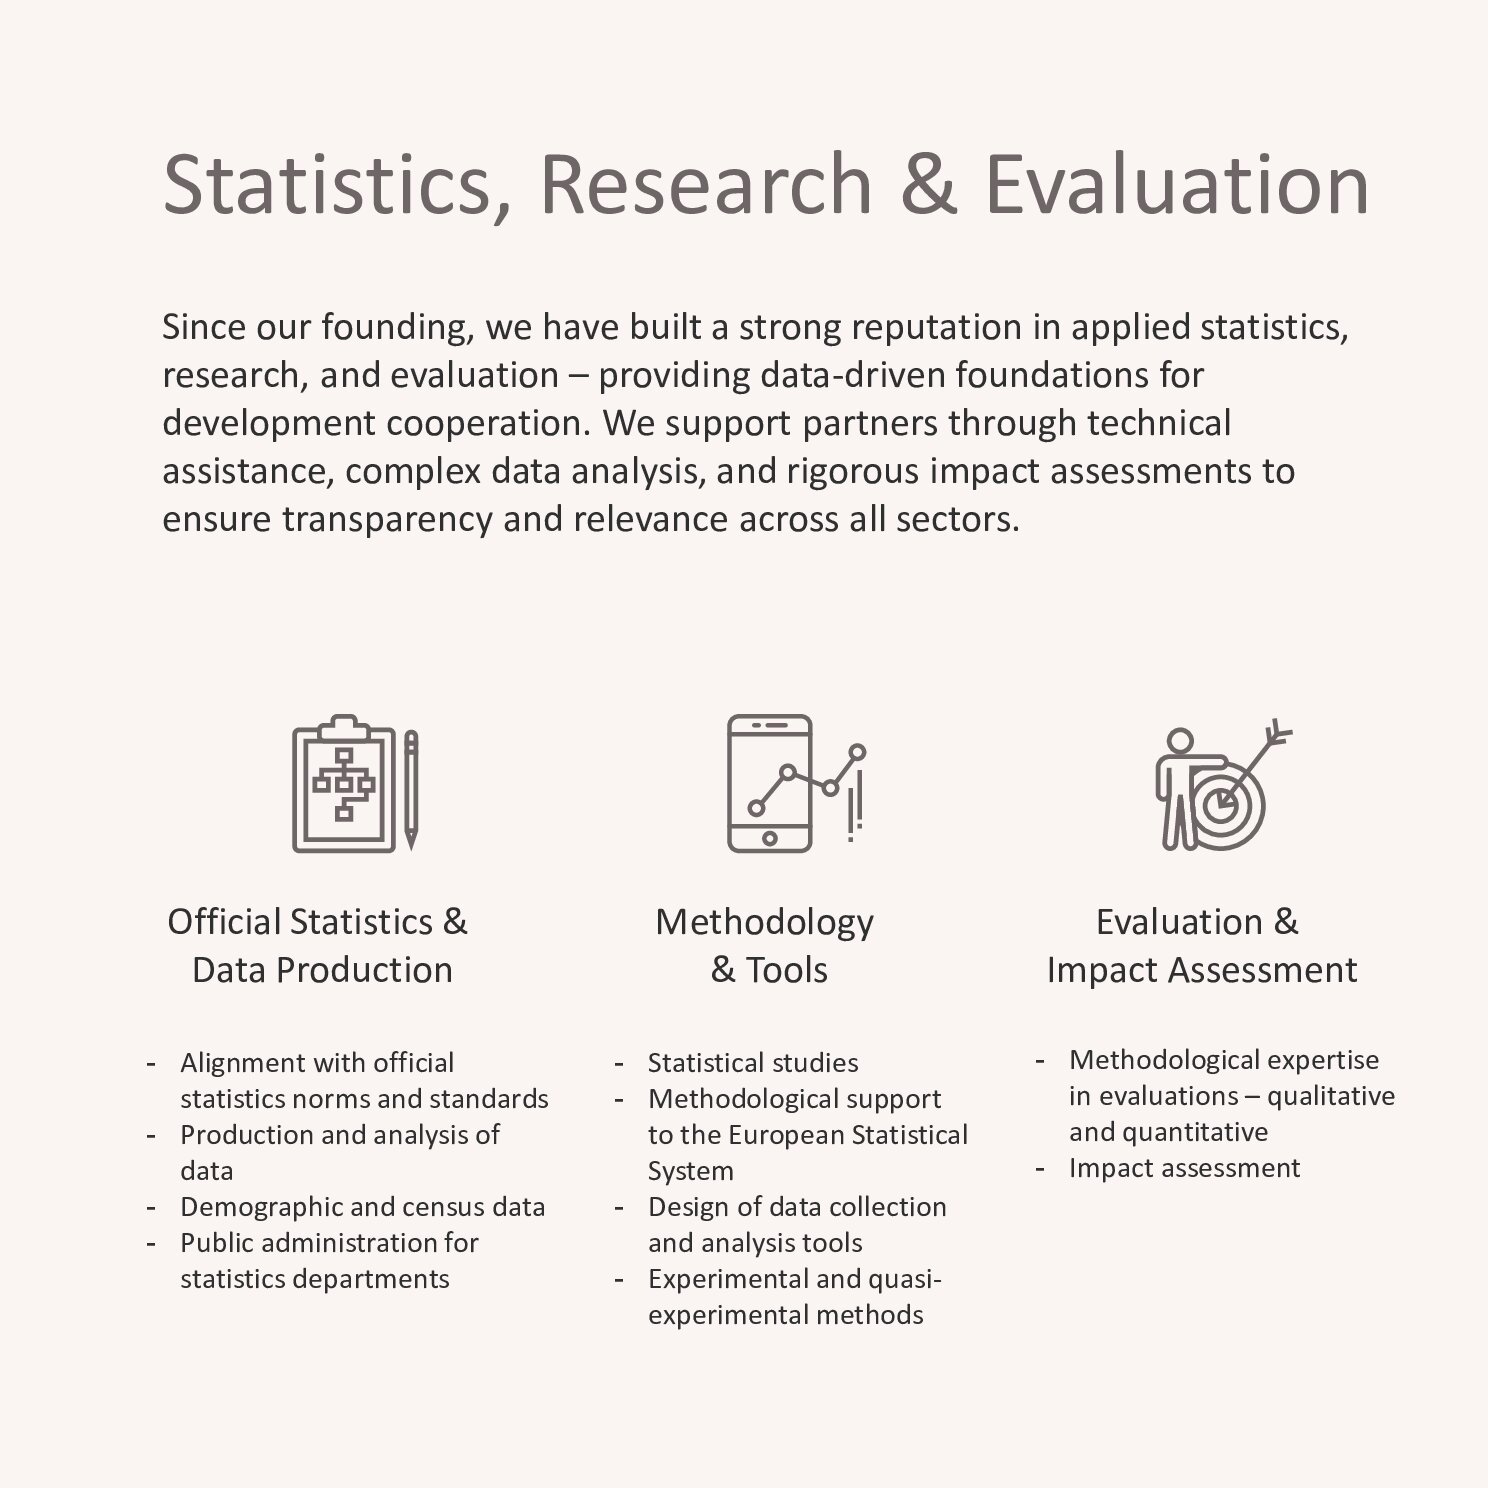 Statistics, Research & Evaluation
Since our founding, we have built a strong reputation in applied statistics,
research, and evaluation – providing data-driven foundations for
development cooperation. We support partners through technical
assistance, complex data analysis, and rigorous impact assessments to
ensure transparency and relevance across all sectors.
Official Statistics &
Data Production
- Alignment with official
statistics norms and standards
- Production and analysis of
data
- Demographic and census data
- Public administration for
statistics departments
Methodology
& Tools
- Statistical studies
- Methodological support
to the European Statistical
System
- Design of data collection
and analysis tools
- Experimental and quasi-
experimental methods
Evaluation &
Impact Assessment
- Methodological expertise
in evaluations – qualitative
and quantitative
- Impact assessment